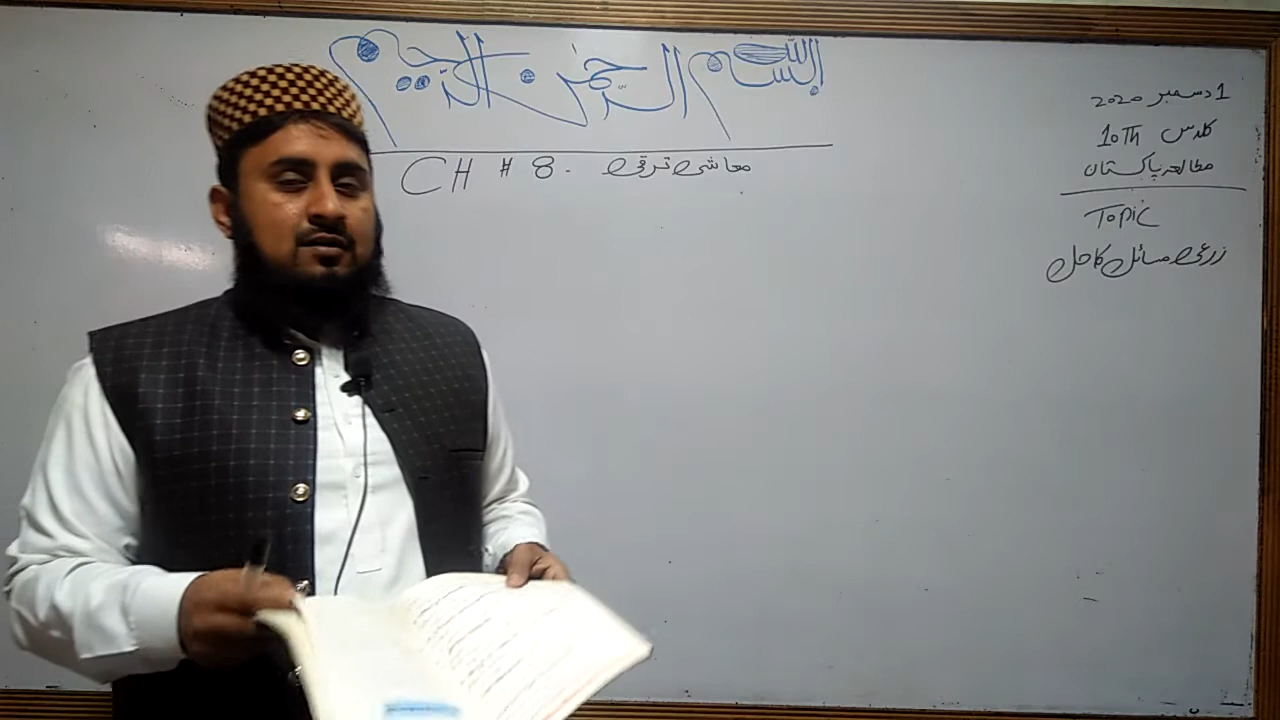 بسم اللہ الرحمٰن الرحیم
CH # 8. معاشی ترقی
1 دسمبر 2020
کلاس 10Th
مطالعہ پاکستان
Topic
زرعی مسائل کا حل